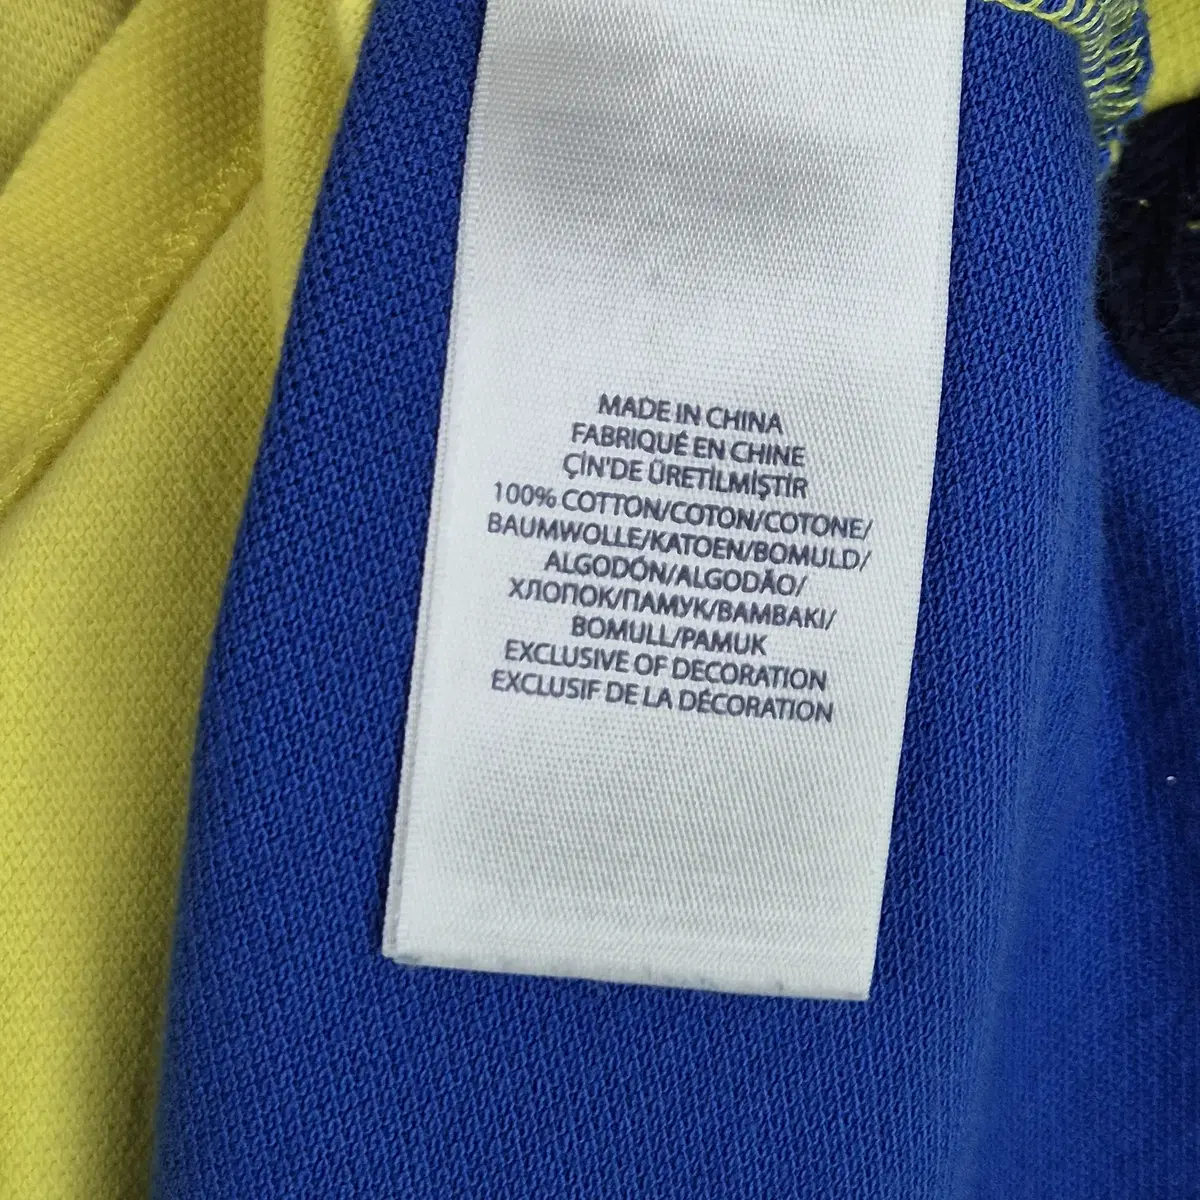 MADE IN CHINA
FABRIQUÉ EN CHINE
ÇİN'DE ÜRETİLMİŞTİR
100% COTTON/COTON/COTONE/
BAUMWOLLE/KATOEN/BOMULD/
ALGODÓN/ALGODÃO/
ХЛОПОК/ПАМУК/BAMBAKI/
BOMULL/PAMUK
EXCLUSIVE OF DECORATION
EXCLUSIF DE LA DÉCORATION